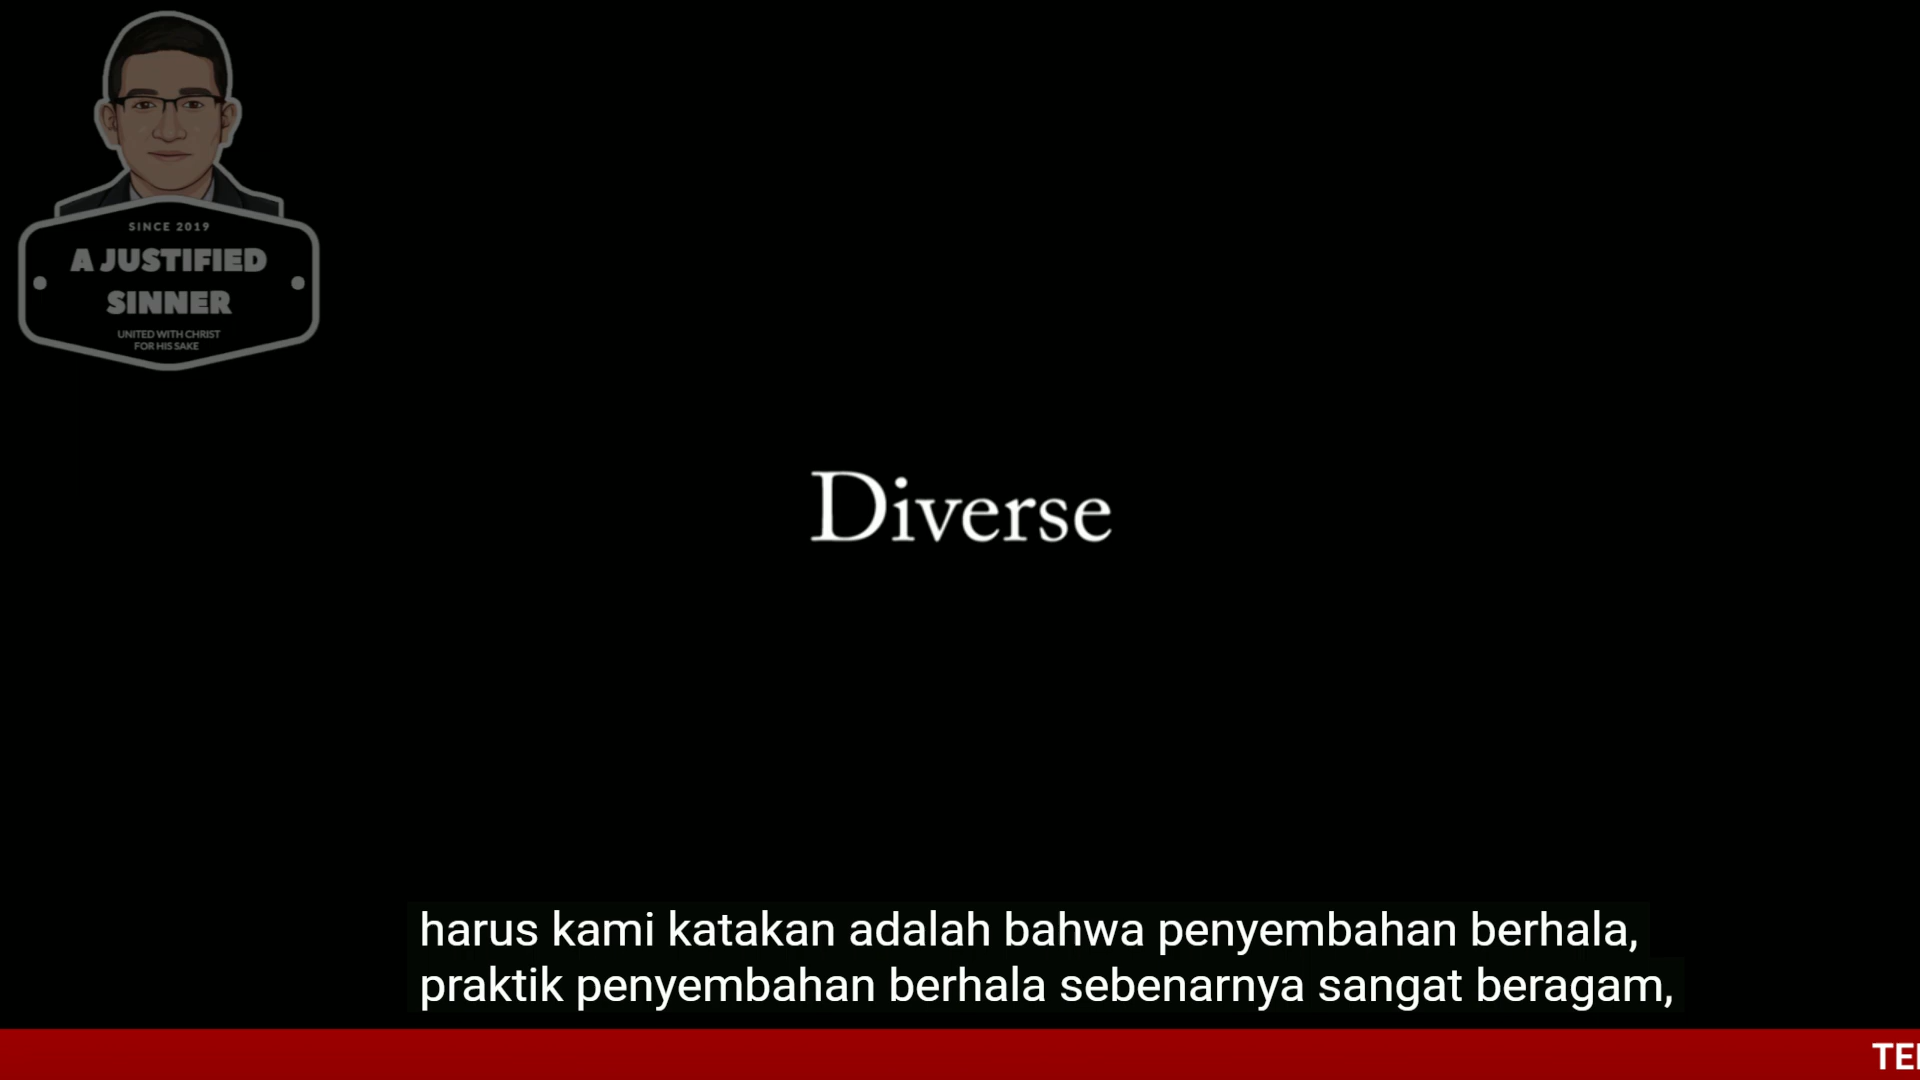 SINCE 2019
A JUSTIFIED
SINNER
UNITED WITH CHRIST
FOR HIS SAKE
Diverse
harus kami katakan adalah bahwa penyembahan berhala,
praktik penyembahan berhala sebenarnya sangat beragam,